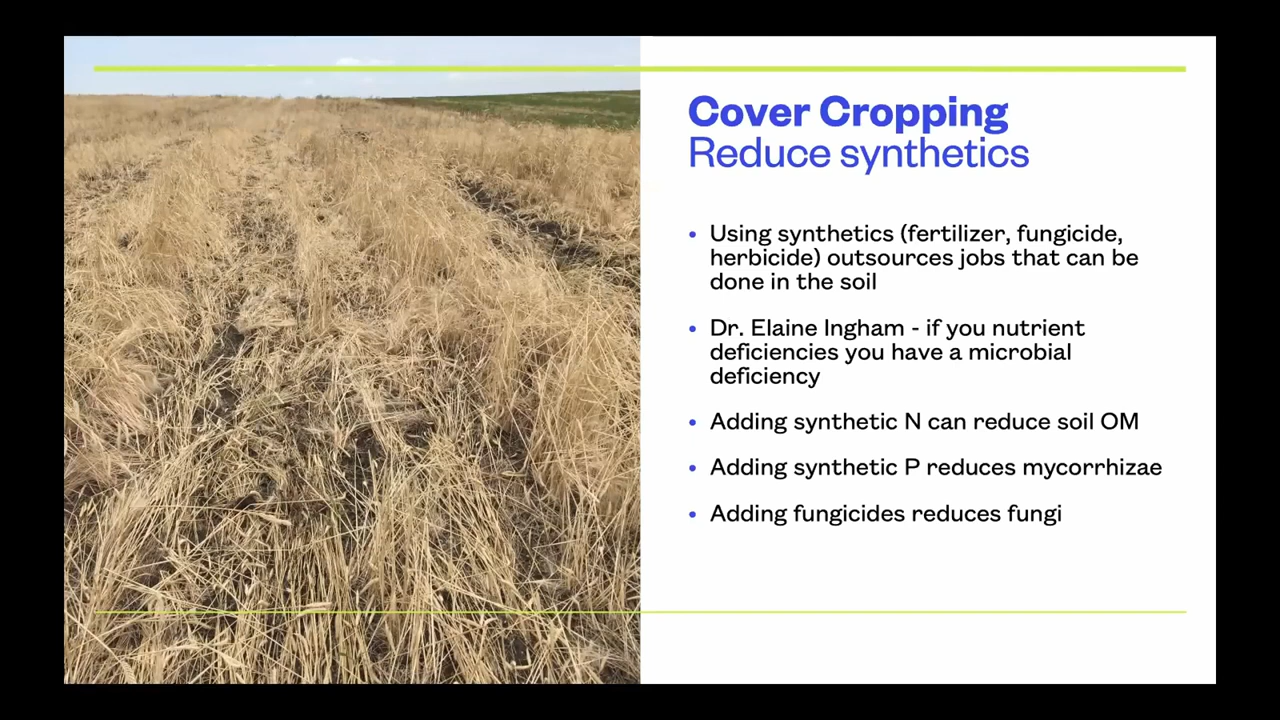 Cover Cropping
Reduce synthetics
• Using synthetics (fertilizer, fungicide,
herbicide) outsources jobs that can be
done in the soil
• Dr. Elaine Ingham - if you nutrient
deficiencies you have a microbial
deficiency
• Adding synthetic N can reduce soil OM
• Adding synthetic P reduces mycorrhizae
• Adding fungicides reduces fungi